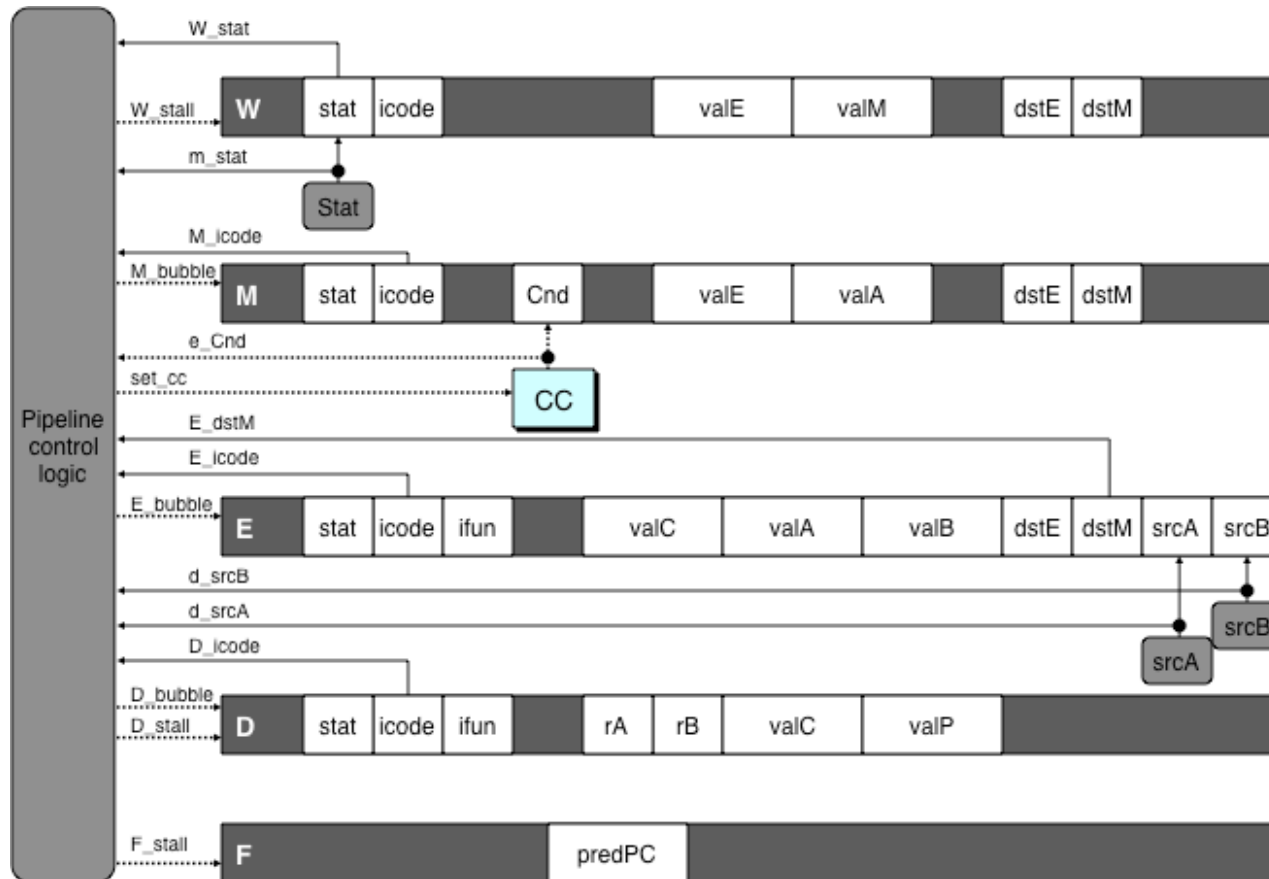 W_stat
W_stall
W stat icode valE valM dstE dstM
m_stat
Stat
M_icode
M_bubble
M stat icode Cnd valE valA dstE dstM
e_Cnd
set_cc
CC
Pipeline
control
logic
E_dstM
E_icode
E_bubble
E stat icode ifun valC valA valB dstE dstM srcA srcB
d_srcB
d_srcA
srcB
D_icode
srcA
D_bubble
D_stall
D stat icode ifun rA rB valC valP
F_stall
F predPC